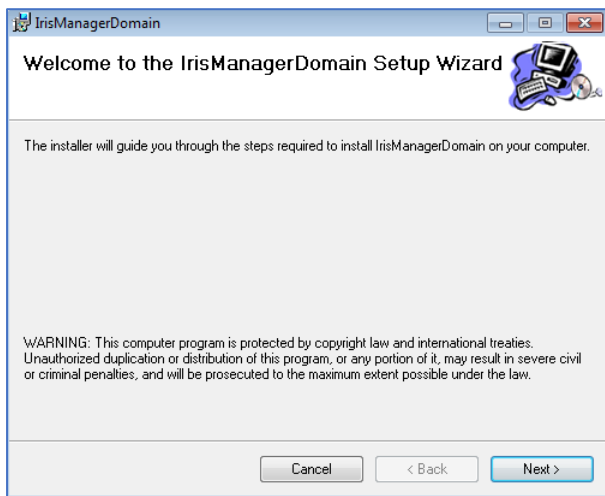 IrisManagerDomain
Welcome to the IrisManagerDomain Setup Wizard
The installer will guide you through the steps required to install IrisManagerDomain on your computer.
WARNING: This computer program is protected by copyright law and international treaties.
Unauthorized duplication or distribution of this program, or any portion of it, may result in severe civil
or criminal penalties, and will be prosecuted to the maximum extent possible under the law.
Cancel
< Back
Next >